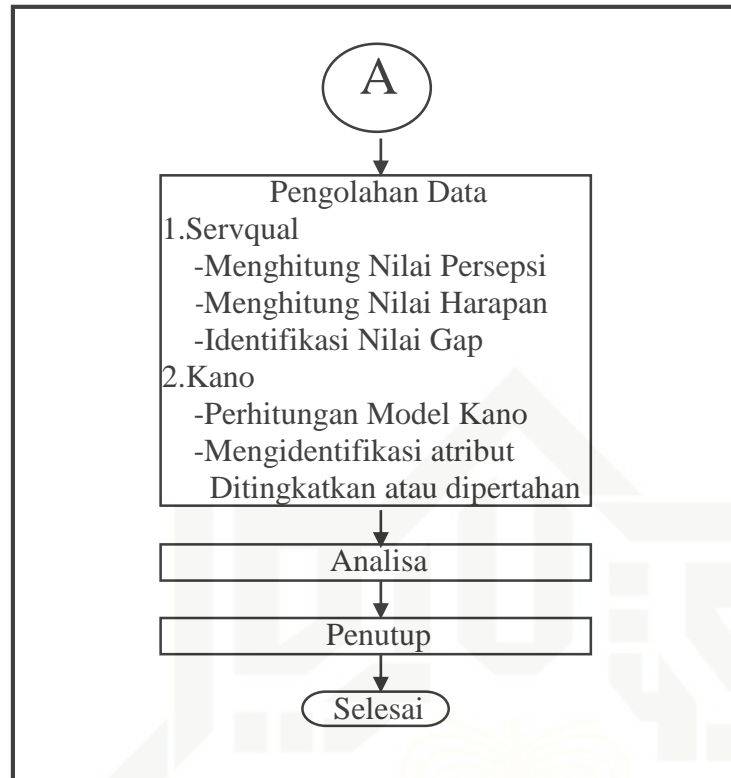 A
Pengolahan Data
1.Servqual
-Menghitung Nilai Persepsi
-Menghitung Nilai Harapan
-Identifikasi Nilai Gap
2.Kano
-Perhitungan Model Kano
-Mengidentifikasi atribut
Ditingkatkan atau dipertahan
Analisa
Penutup
Selesai